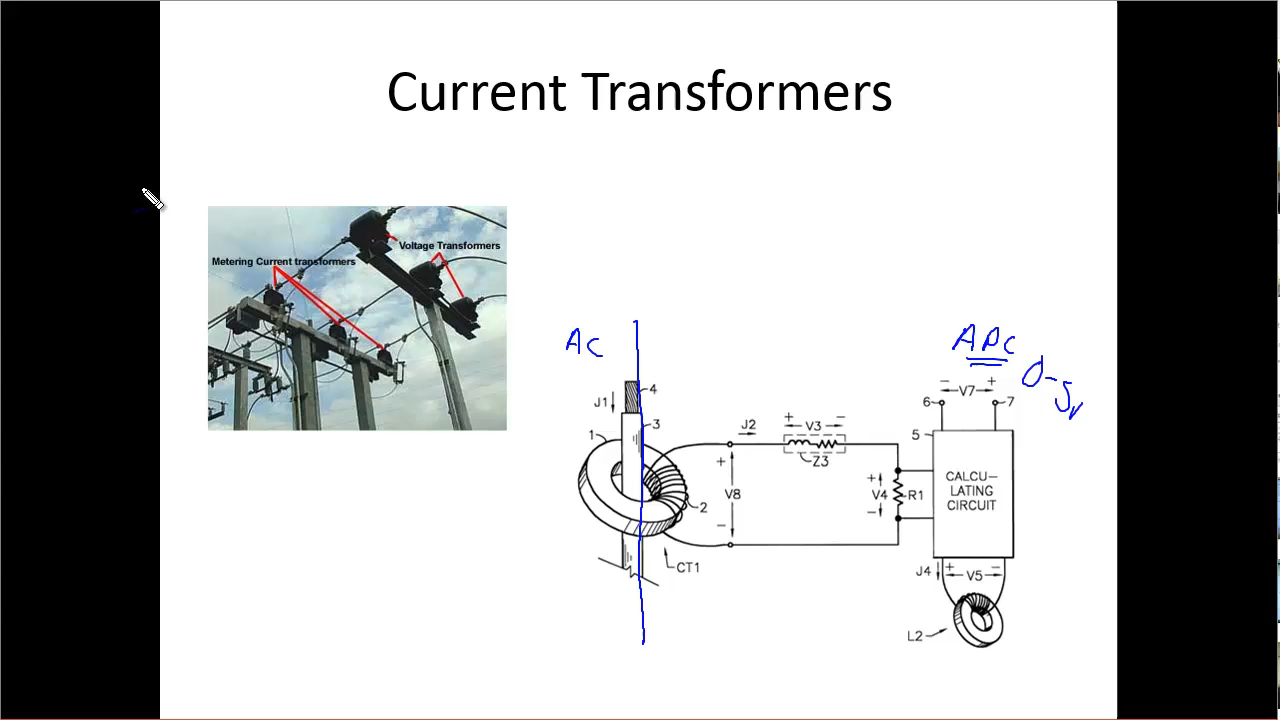 Current Transformers
Voltage Transformers
Metering Current transformers
AC
ADC
0-5v
- V7 +
6
7
J1
4
3
1
2
J2
+ V3 -
Z3
5
+
V8
-
+
V4
-
R1
CALCU-
LATING
CIRCUIT
CT1
J4
+ V5 -
L2